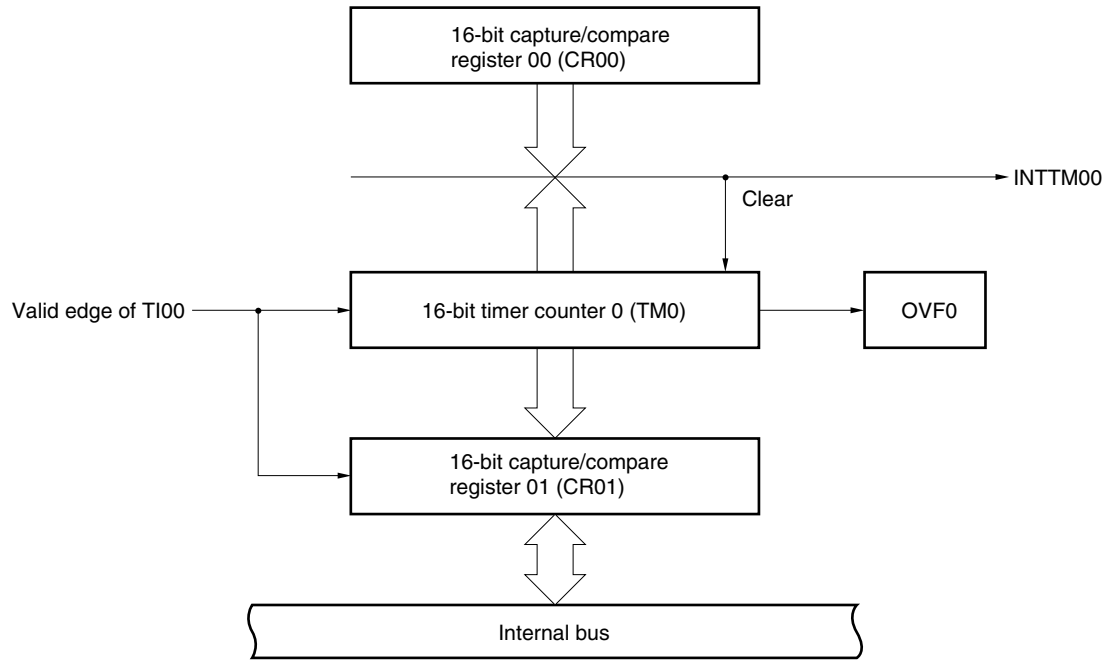 16-bit capture/compare
register 00 (CR00)
INTTM00
Clear
Valid edge of TI00
16-bit timer counter 0 (TM0)
OVF0
16-bit capture/compare
register 01 (CR01)
Internal bus